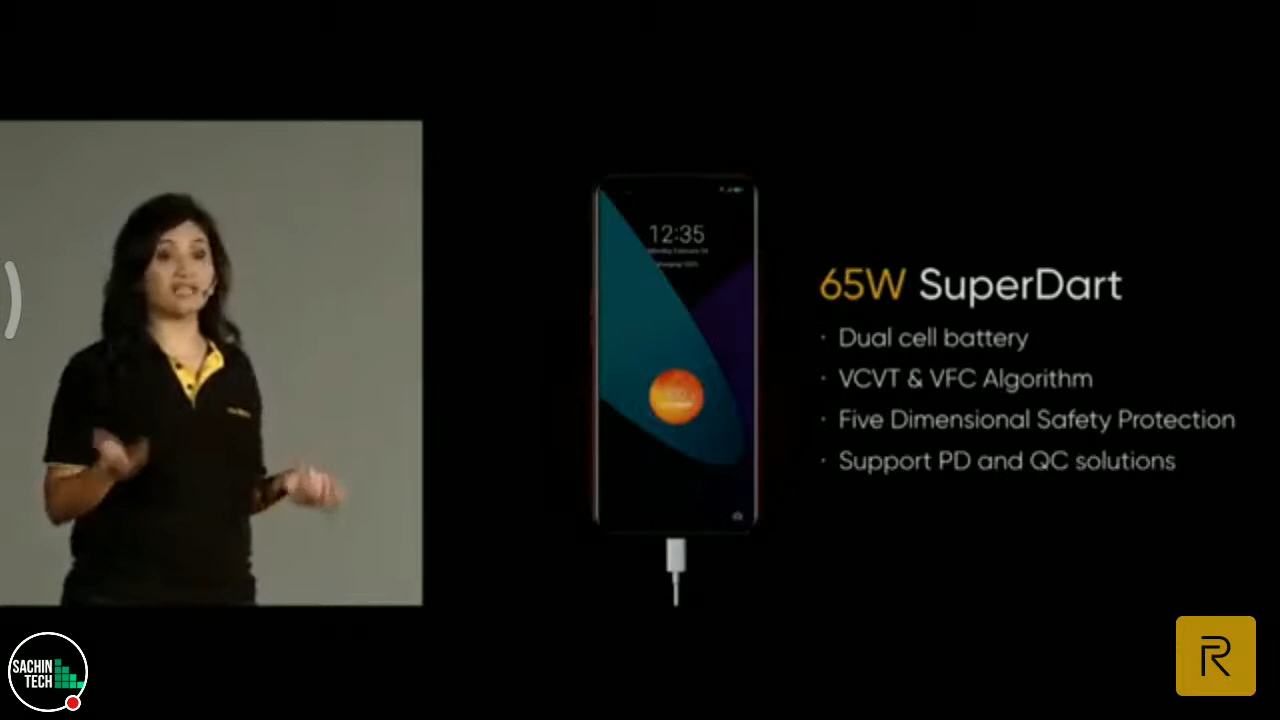 12:35
65W SuperDart
· Dual cell battery
· VCVT & VFC Algorithm
· Five Dimensional Safety Protection
· Support PD and QC solutions
SACHIN
TECH
R